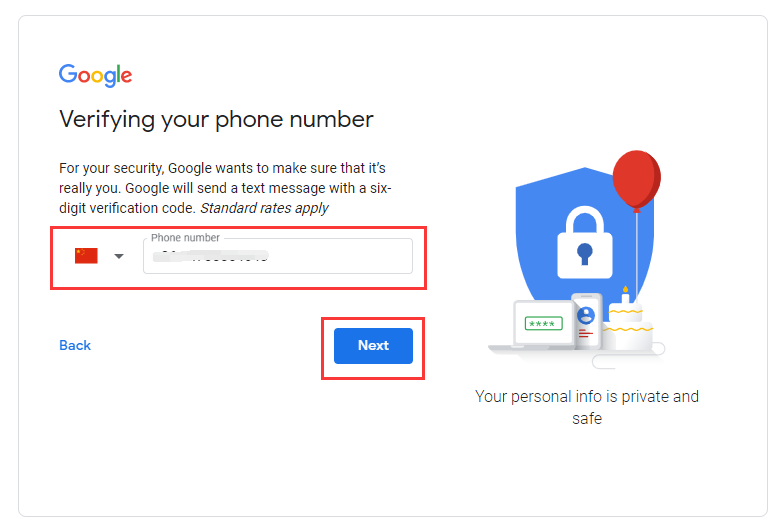 Google
Verifying your phone number
For your security, Google wants to make sure that it's
really you. Google will send a text message with a six-
digit verification code. Standard rates apply
Phone number
Back
Next
****
Your personal info is private and
safe